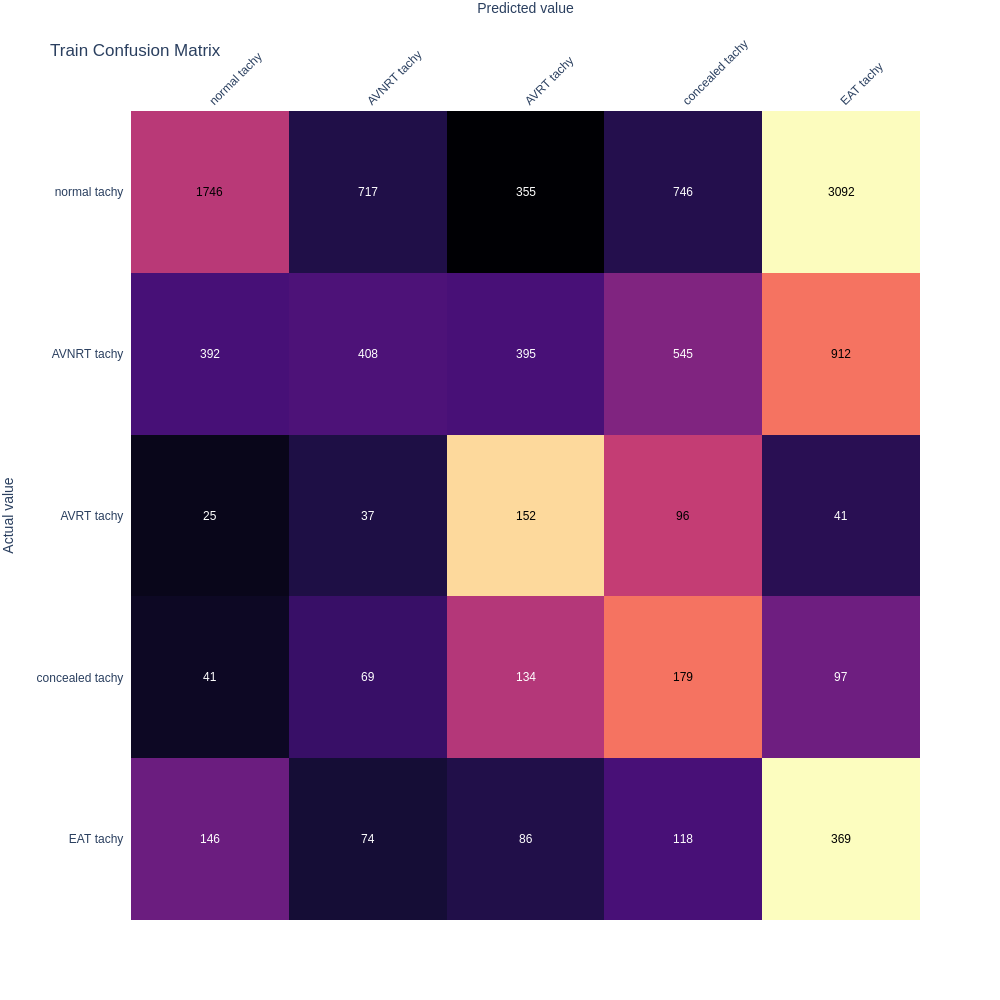 Predicted value
Train Confusion Matrix
normal tachy
AVNRT tachy
AVRT tachy
concealed tachy
EAT tachy
Actual value
normal tachy 1746 717 355 746 3092
AVNRT tachy 392 408 395 545 912
AVRT tachy 25 37 152 96 41
concealed tachy 41 69 134 179 97
EAT tachy 146 74 86 118 369